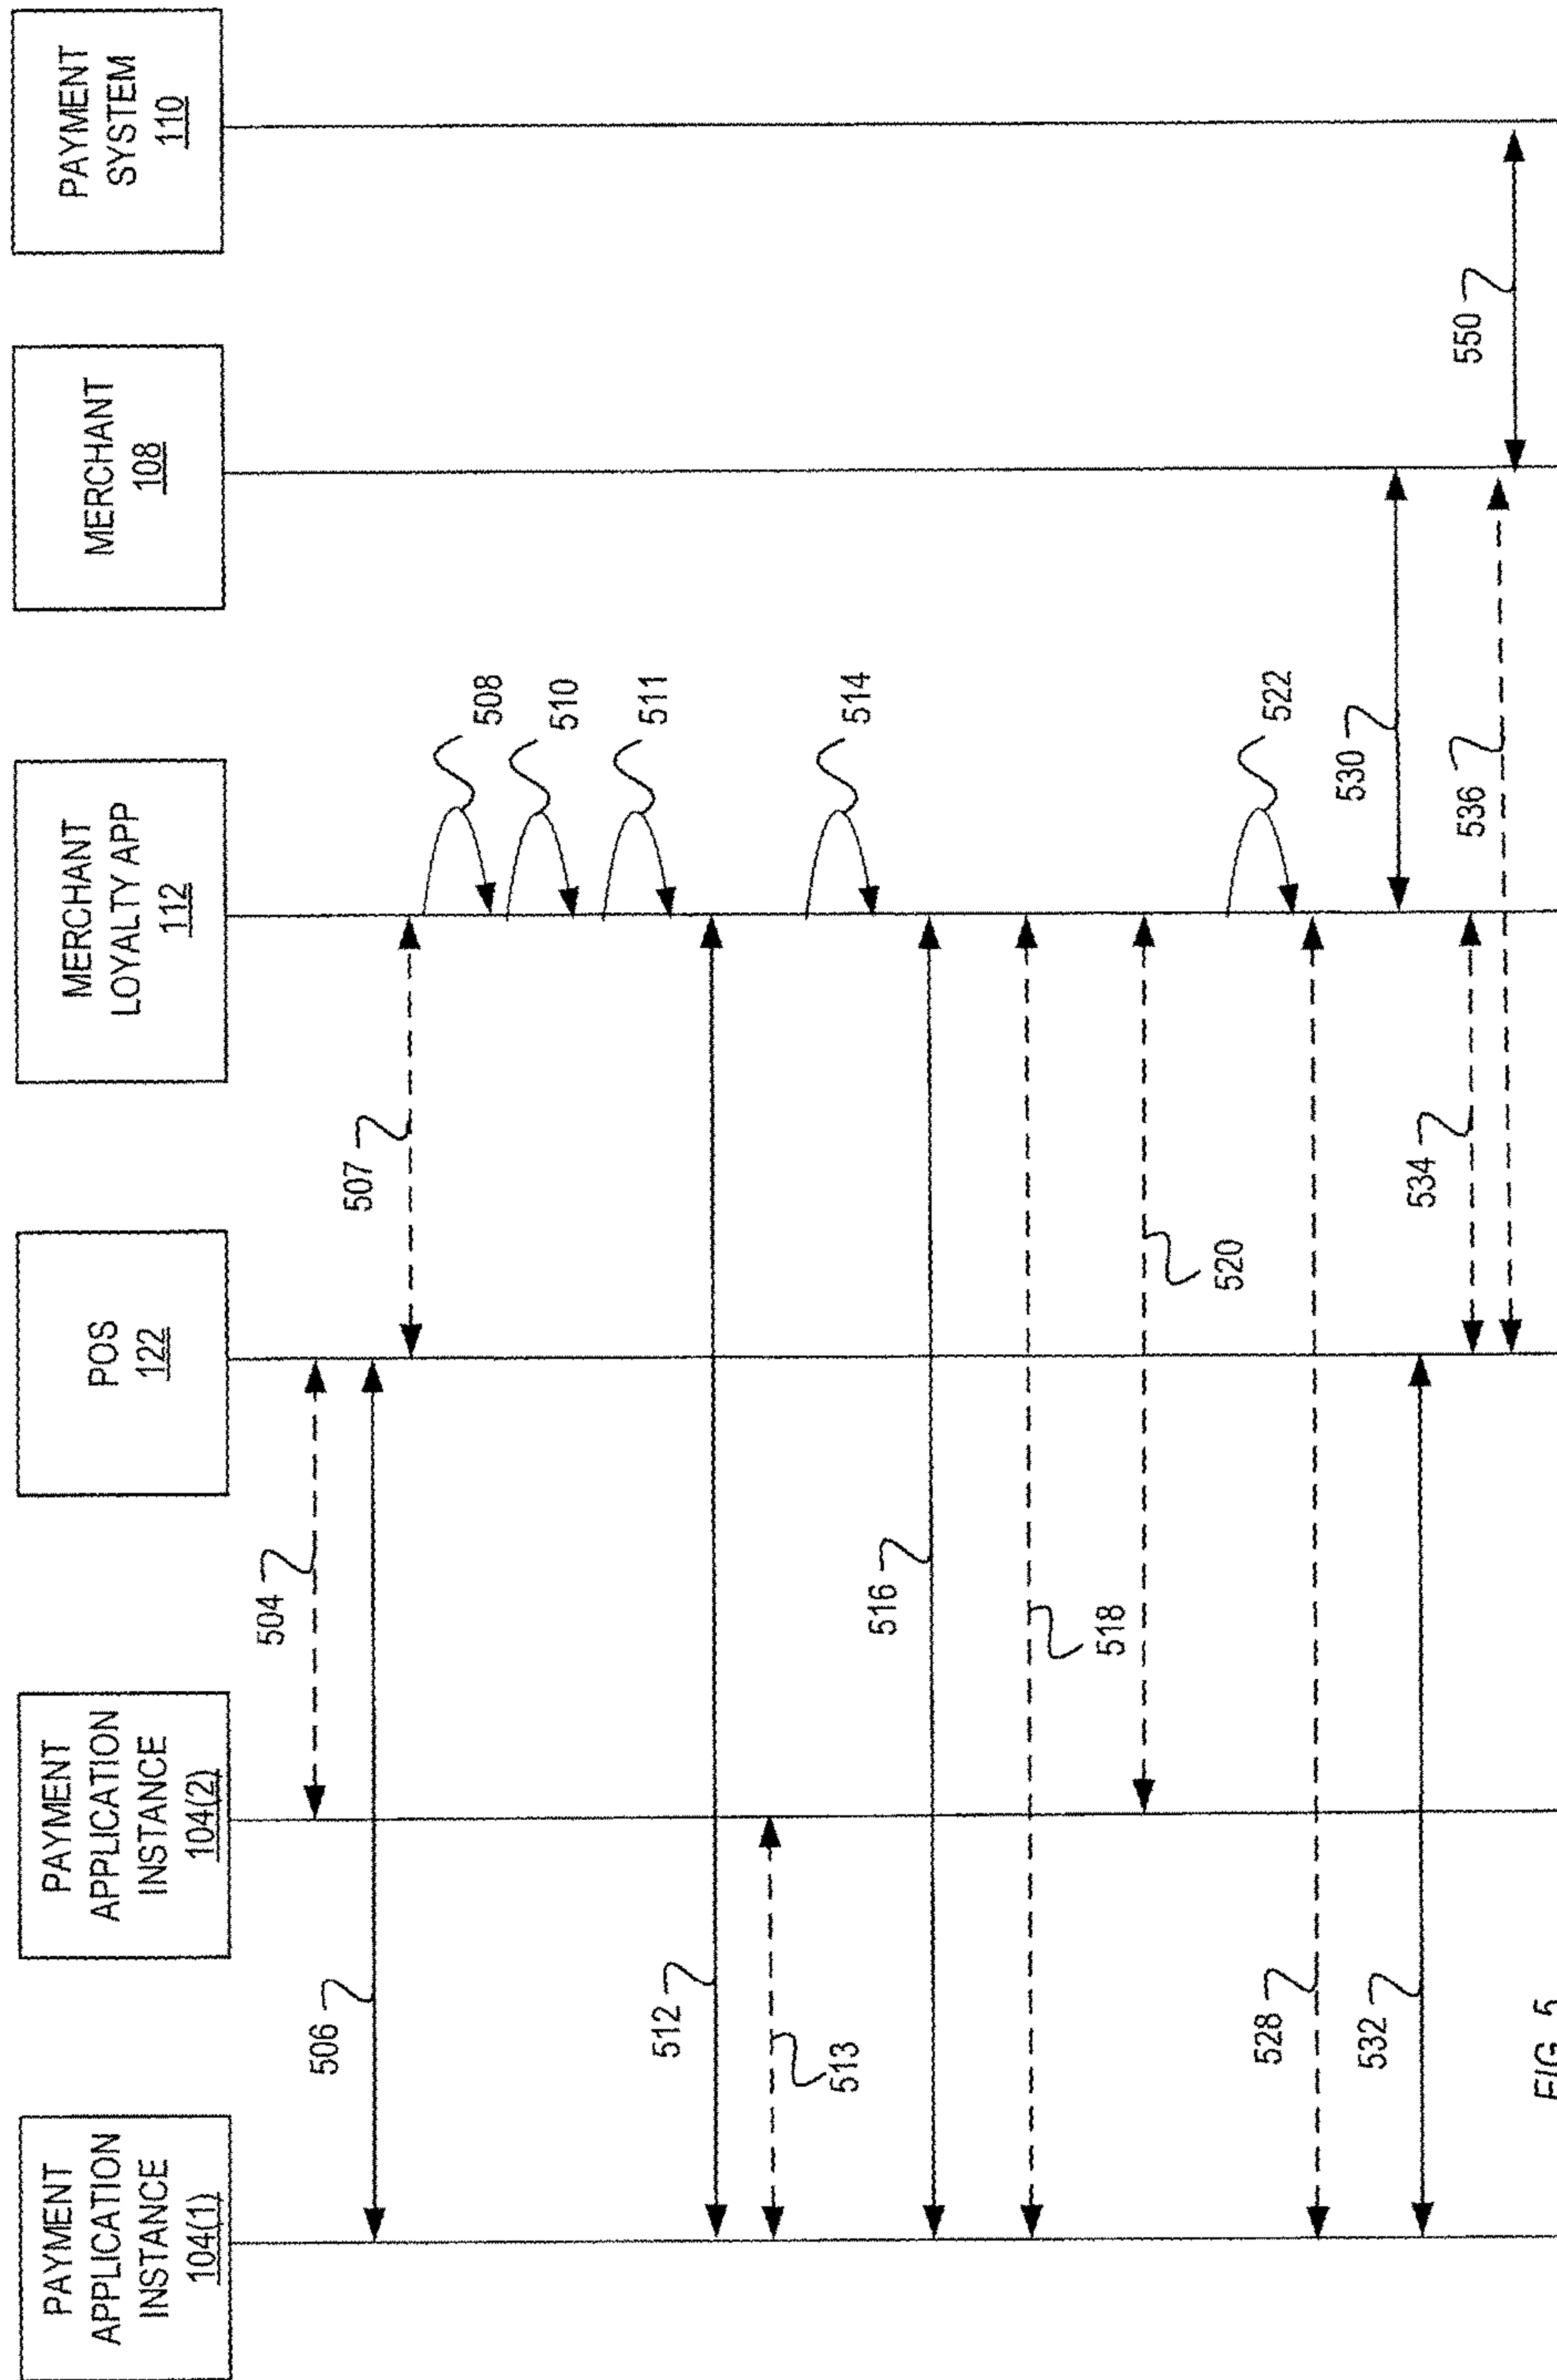 PAYMENT
APPLICATION
INSTANCE
104(1)
PAYMENT
APPLICATION
INSTANCE
104(2)
POS
122
MERCHANT
LOYALTY APP
112
MERCHANT
108
PAYMENT
SYSTEM
110
504
506
507
508
510
511
512
513
514
516
518
520
522
528
530
532
534
536
550
FIG. 5